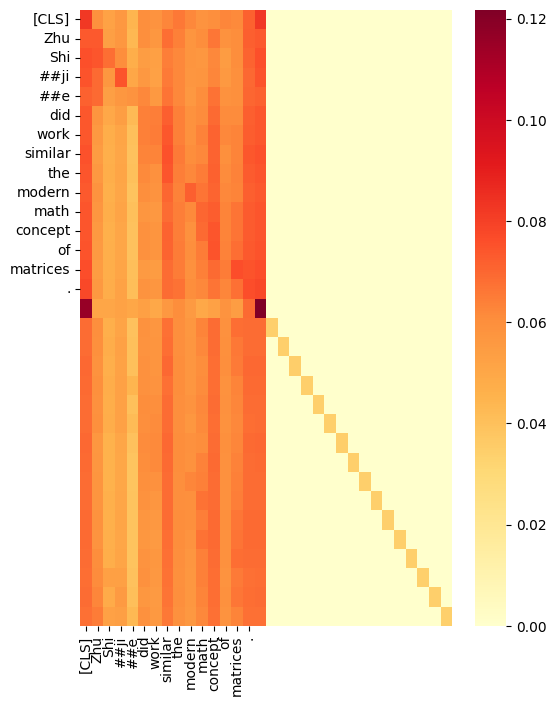 [CLS]
Zhu
Shi
##ji
##e
did
work
similar
the
modern
math
concept
of
matrices
.
0.12
0.10
0.08
0.06
0.04
0.02
0.00
[CLS]
Zhu
Shi
##ji
##e
did
work
similar
the
modern
math
concept
of
matrices
.